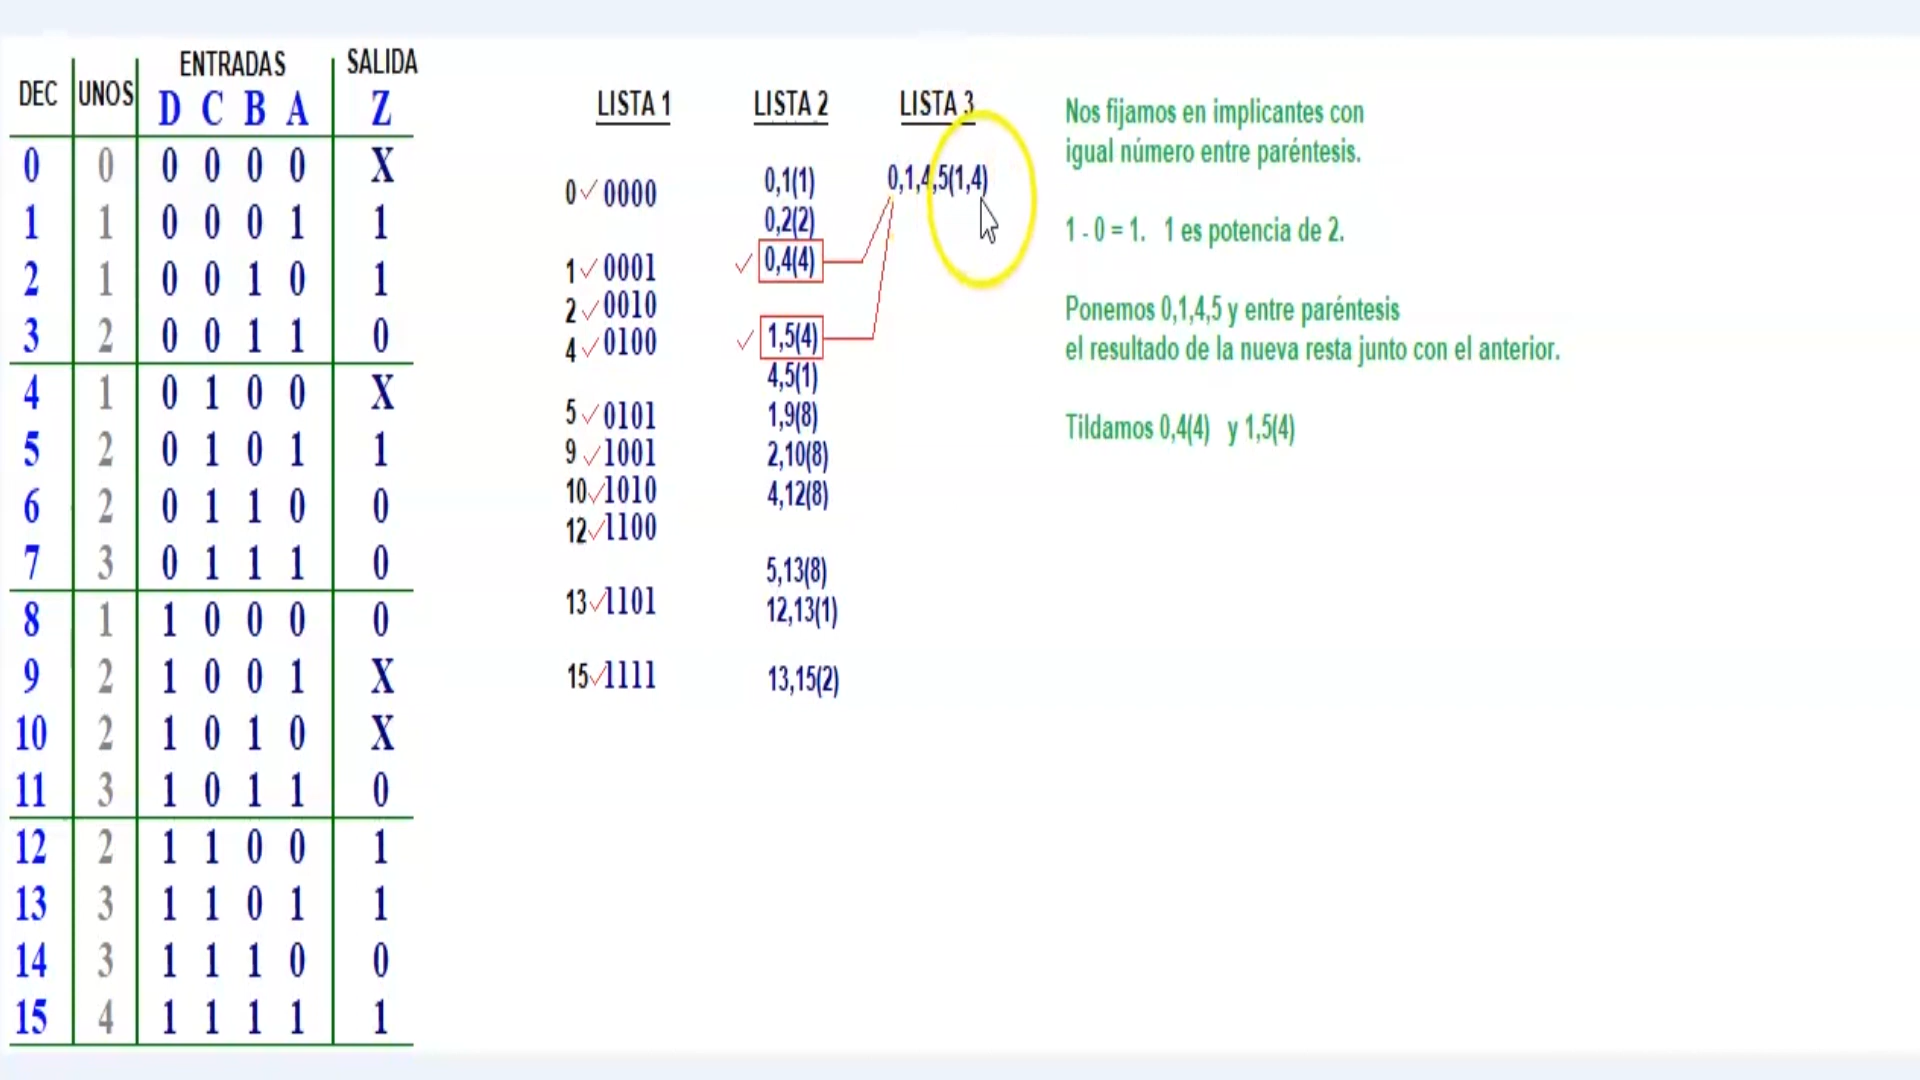 DEC UNOS ENTRADAS SALIDA
D C B A Z
0 0 0 0 0 0 X
1 1 0 0 0 1 1
2 1 0 0 1 0 1
3 2 0 0 1 1 0
4 1 0 1 0 0 X
5 2 0 1 0 1 1
6 2 0 1 1 0 0
7 3 0 1 1 1 0
8 1 1 0 0 0 0
9 2 1 0 0 1 X
10 2 1 0 1 0 X
11 3 1 0 1 1 0
12 2 1 1 0 0 1
13 3 1 1 0 1 1
14 3 1 1 1 0 0
15 4 1 1 1 1 1
LISTA 1
0✓0000
1✓0001
2✓0010
4✓0100
5✓0101
9✓1001
10✓1010
12✓1100
13✓1101
15✓1111
LISTA 2
0,1(1)
0,2(2)
✓ 0,4(4)
✓ 1,5(4)
4,5(1)
1,9(8)
2,10(8)
4,12(8)
5,13(8)
12,13(1)
13,15(2)
LISTA 3
0,1,4,5(1,4)
Nos fijamos en implicantes con
igual número entre paréntesis.
1 - 0 = 1. 1 es potencia de 2.
Ponemos 0,1,4,5 y entre paréntesis
el resultado de la nueva resta junto con el anterior.
Tildamos 0,4(4) y 1,5(4)